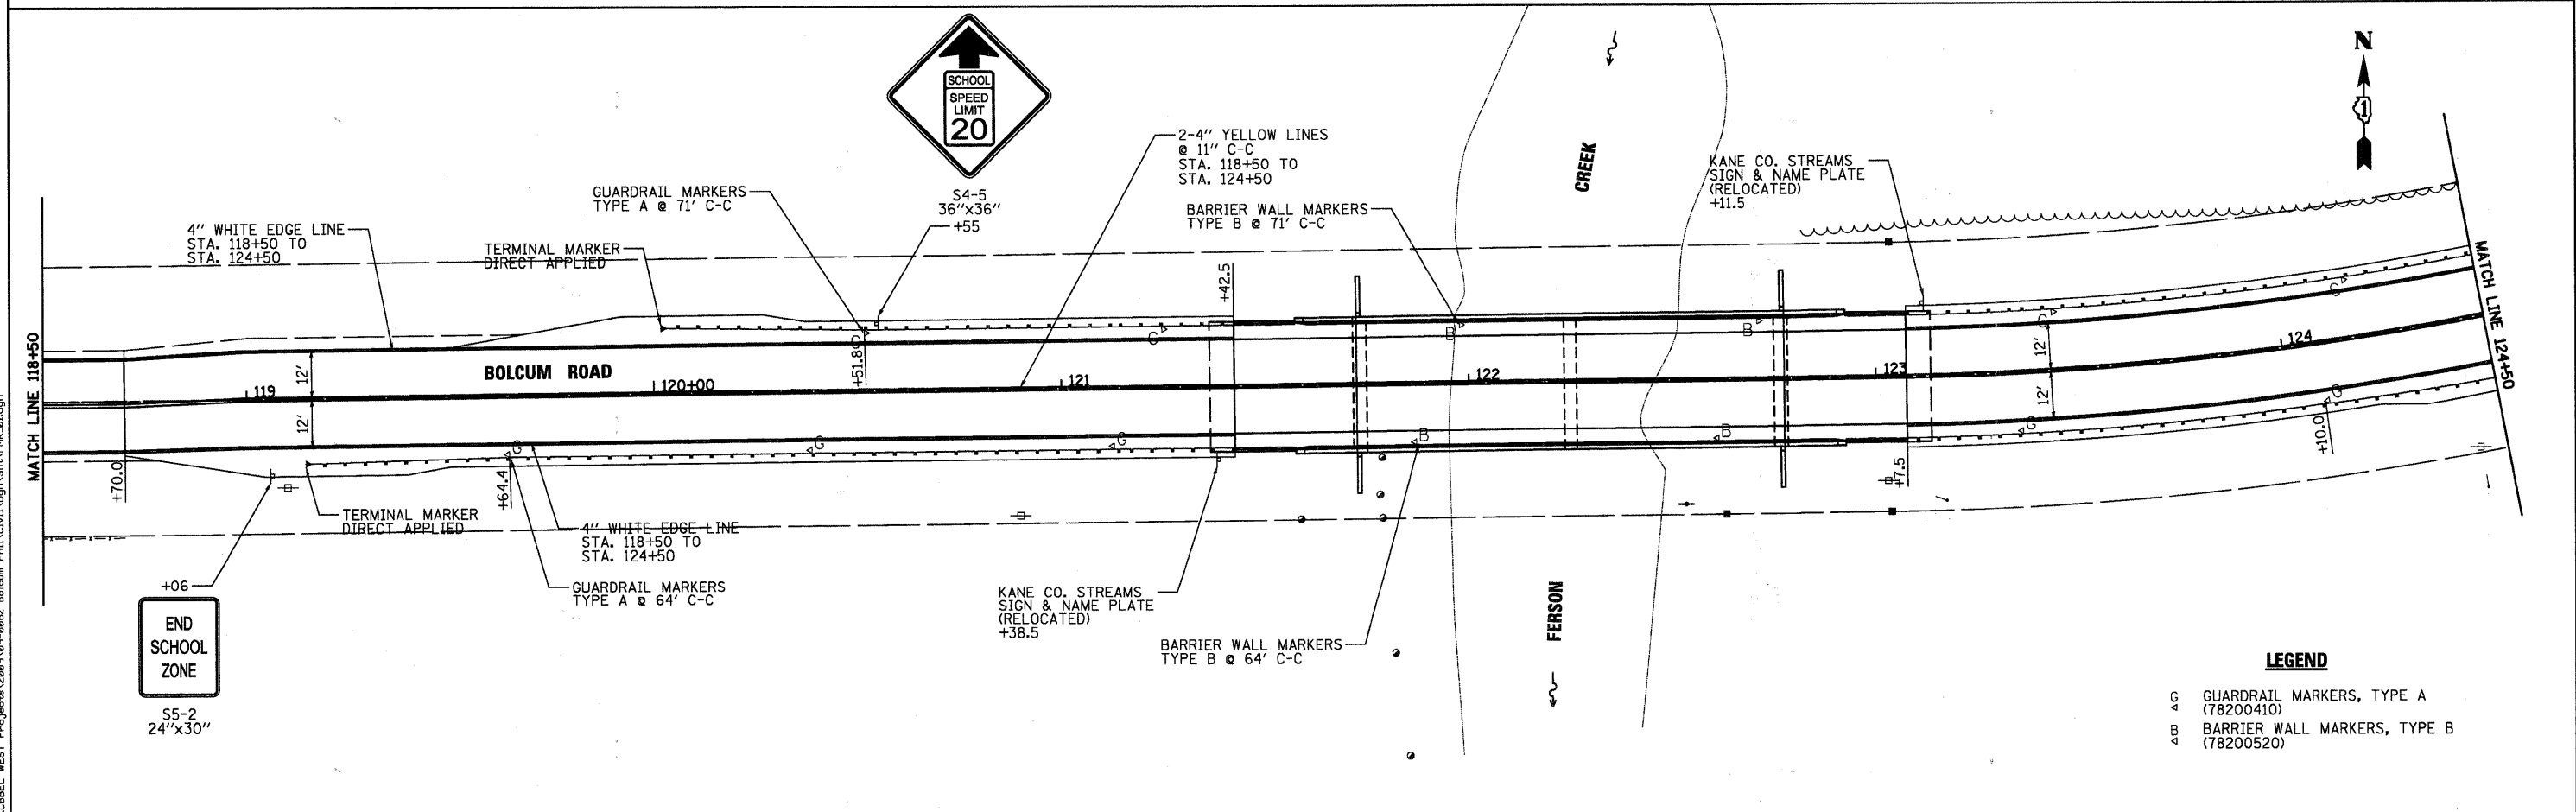 SCHOOL
SPEED
LIMIT
20
S4-5
36"x36"
+55
N
1
2-4" YELLOW LINES
@ 11" C-C
STA. 118+50 TO
STA. 124+50
CREEK
KANE CO. STREAMS
SIGN & NAME PLATE
(RELOCATED)
+11.5
GUARDRAIL MARKERS
TYPE A @ 71' C-C
BARRIER WALL MARKERS
TYPE B @ 71' C-C
4" WHITE EDGE LINE
STA. 118+50 TO
STA. 124+50
TERMINAL MARKER
DIRECT APPLIED
+42.5
MATCH LINE 118+50
MATCH LINE 124+50
G
G
B
B
G
G
BOLCUM ROAD
+51.8
12'
12'
119
120+00
121
122
123
124
12'
12'
G
G
G
B
B
G
G
+70.0
+64.4
+7.5
+10.0
TERMINAL MARKER
DIRECT APPLIED
4" WHITE EDGE LINE
STA. 118+50 TO
STA. 124+50
GUARDRAIL MARKERS
TYPE A @ 64' C-C
KANE CO. STREAMS
SIGN & NAME PLATE
(RELOCATED)
+38.5
BARRIER WALL MARKERS
TYPE B @ 64' C-C
FERSON
+06
END
SCHOOL
ZONE
S5-2
24"x30"
LEGEND
G GUARDRAIL MARKERS, TYPE A
(78200410)
B BARRIER WALL MARKERS, TYPE B
(78200520)